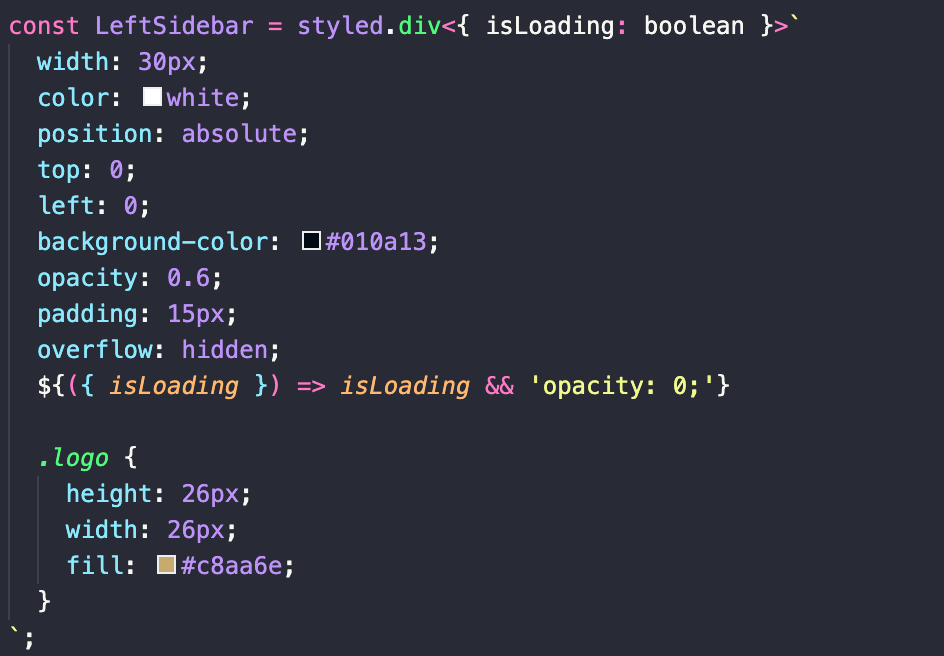 const LeftSidebar = styled.div<{ isLoading: boolean }>`
  width: 30px;
  color: white;
  position: absolute;
  top: 0;
  left: 0;
  background-color: #010a13;
  opacity: 0.6;
  padding: 15px;
  overflow: hidden;
  ${({ isLoading }) => isLoading && 'opacity: 0;'}

  .logo {
    height: 26px;
    width: 26px;
    fill: #c8aa6e;
  }
`;